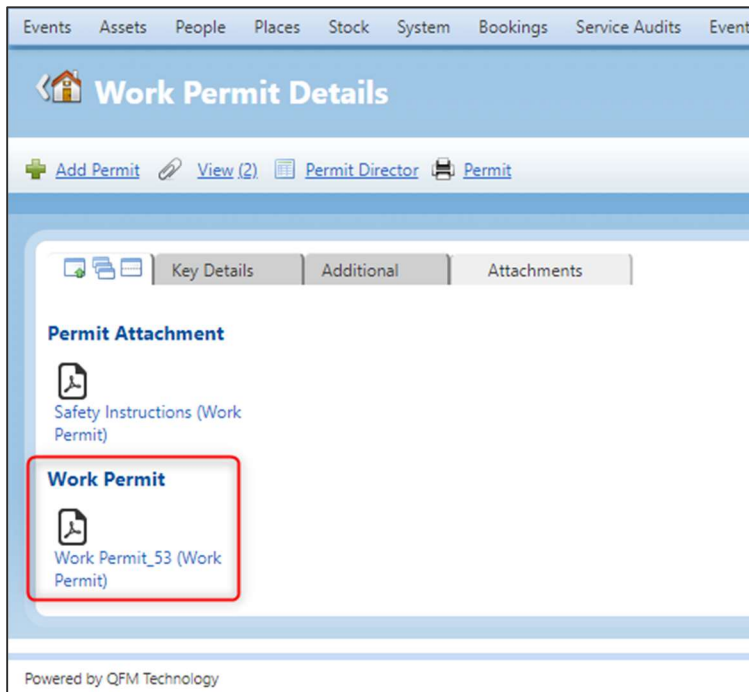 Events Assets People Places Stock System Bookings Service Audits Event
Work Permit Details
Add Permit View (2) Permit Director Permit
Key Details Additional Attachments
Permit Attachment
Safety Instructions (Work
Permit)
Work Permit
Work Permit_53 (Work
Permit)
Powered by QFM Technology